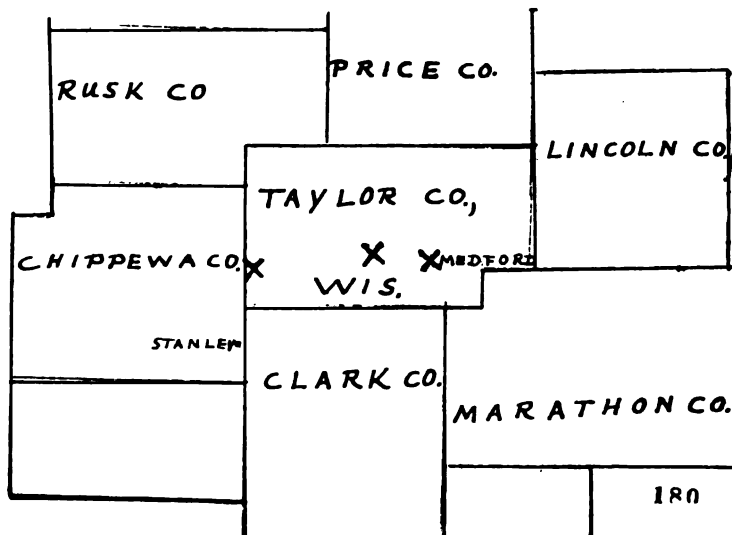 PRICE CO.
RUSK CO
LINCOLN CO
TAYLOR CO.,
CHIPPEWA CO.
X
X
X MEDFORD
WIS.
STANLEY
CLARK CO.
MARATHON CO.
180